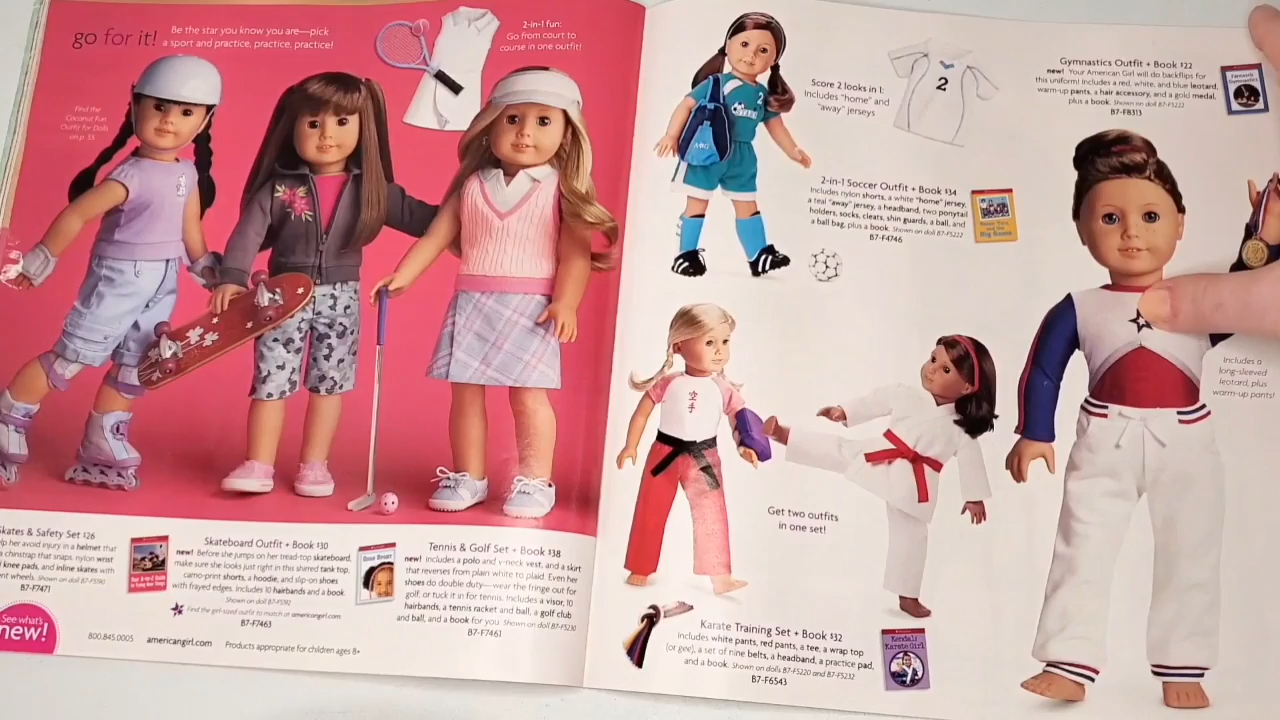 go for it!
Be the star you know you are—pick
a sport and practice, practice, practice!
2-in-1 fun:
Go from court to
course in one outfit!
Find the
Coconut Fun
Outfit for Dolls
on p. 55.
Skates & Safety Set $26
help her avoid injury in a helmet that
a chinstrap that snaps, nylon wrist
knee pads, and inline skates with
wheels. Shown on doll B7-F5390
B7-F7471
See what's
new!
Skateboard Outfit + Book $30
new! Before she jumps on her tread-top skateboard,
make sure she looks just right in this shirred tank top,
camo-print shorts, a hoodie, and slip-on shoes
with frayed edges. Includes 10 hairbands and a book.
Shown on doll B7-F5192
Find the girl-sized outfit to match at americangirl.com
B7-F7463
Tennis & Golf Set + Book $38
new! Includes a polo and v-neck vest, and a skirt
that reverses from plain white to plaid. Even her
shoes do double duty—wear the fringe out for
golf, or tuck it in for tennis. Includes a visor, 10
hairbands, a tennis racket and ball, a golf club
and ball, and a book for you. Shown on doll B7-F5230
B7-F7461
800.845.0005 americangirl.com Products appropriate for children ages 8+
Score 2 looks in 1:
Includes "home" and
"away" jerseys
2
2
2-in-1 Soccer Outfit + Book $34
Includes nylon shorts, a white "home" jersey,
a teal "away" jersey, a headband, two ponytail
holders, socks, cleats, shin guards, a ball, and
a ball bag, plus a book. Shown on doll B7-F5222
B7-F4746
Gymnastics Outfit + Book $22
new! Your American Girl will do backflips for
this uniform! Includes a red, white, and blue leotard,
warm-up pants, a hair accessory, and a gold medal,
plus a book. Shown on doll B7-F5222
B7-F8313
Includes a
long-sleeved
leotard, plus
warm-up pants!
空
手
Get two outfits
in one set!
Karate Training Set + Book $32
Includes white pants, red pants, a tee, a wrap top
(or gee), a set of nine belts, a headband, a practice pad,
and a book. Shown on dolls B7-F5220 and B7-F5232
B7-F6543
Kendall
Karate Girl